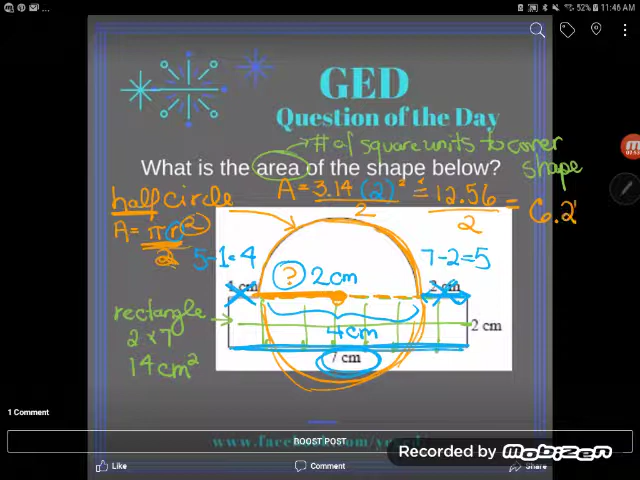 11:46 AM
52%
GED
Question of the Day
# of square units to cover
shape
What is the area of the shape below?
half circle
A = 3.14 (2)² = 12.56 = 6.2
2
2
A = πr²
2
5-1=4
7-2=5
? 2cm
1 cm
2 cm
rectangle
2 x 7
14cm²
4cm
2 cm
7 cm
1 Comment
BOOST POST
Like
Comment
Share
Recorded by
Mobizen